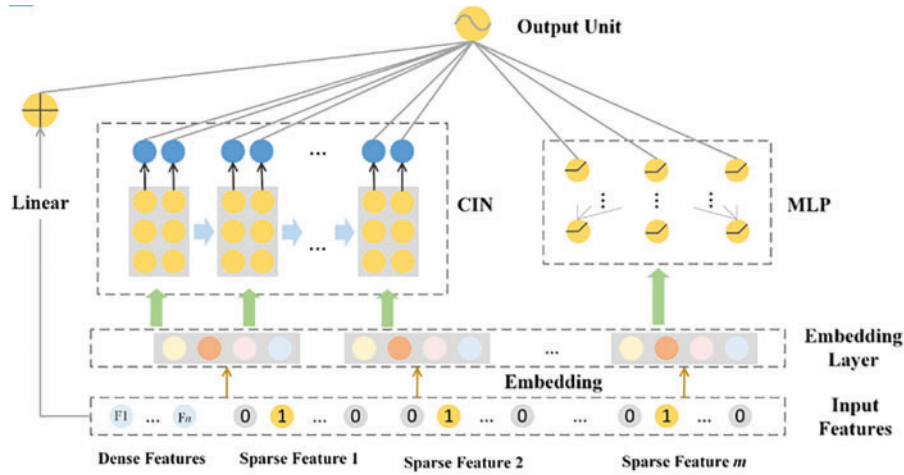 Output Unit
...
Linear
CIN
MLP
...
...
Embedding
Layer
Embedding
F1 ... Fn 0 1 ... 0 0 1 ... 0 ... 0 1 ... 0
Input
Features
Dense Features Sparse Feature 1 Sparse Feature 2 Sparse Feature m